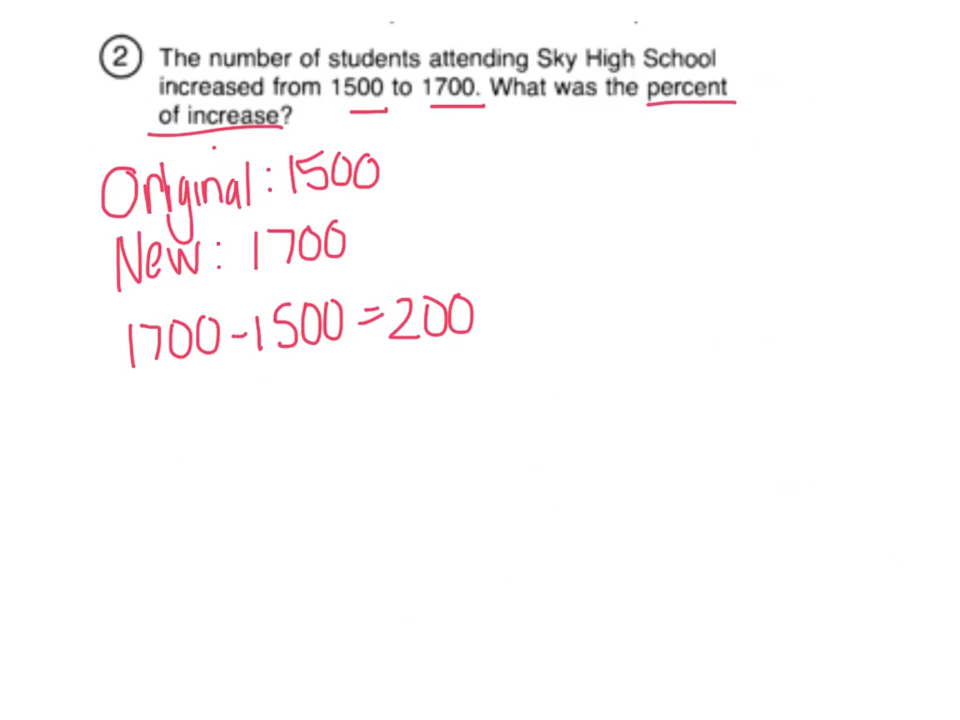 2 The number of students attending Sky High School
increased from 1500 to 1700. What was the percent
of increase?
Original: 1500
New: 1700
1700-1500=200